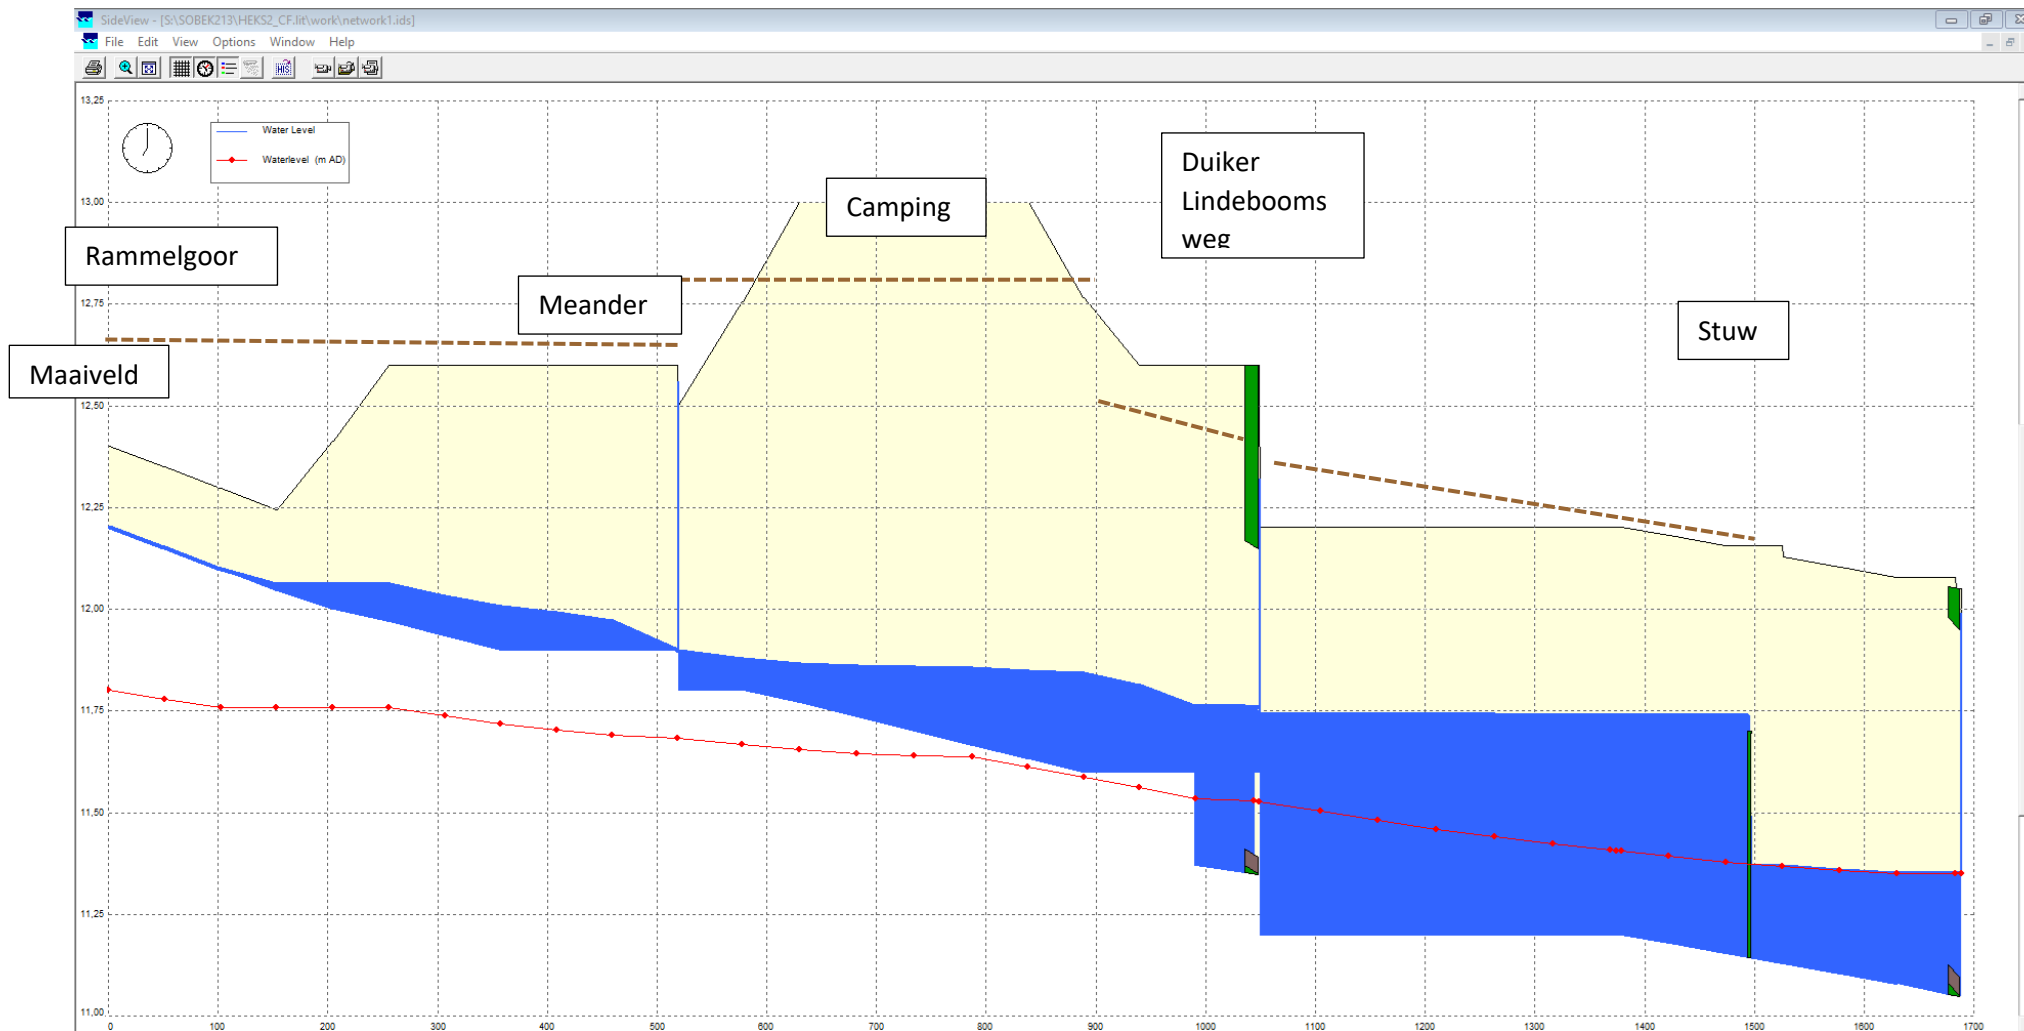 SideView - [S:\SOBEK213\HEKS2_CF.lit\work\network1.ids]
File Edit View Options Window Help
HIS
13,25
Water Level
Waterlevel (m AD)
13,00
Rammelgoor
Camping
Duiker
Lindebooms
weg
12,75
Meander
Stuw
Maaiveld
12,50
12,25
12,00
11,75
11,50
11,25
11,00
0 100 200 300 400 500 600 700 800 900 1000 1100 1200 1300 1400 1500 1600 1700